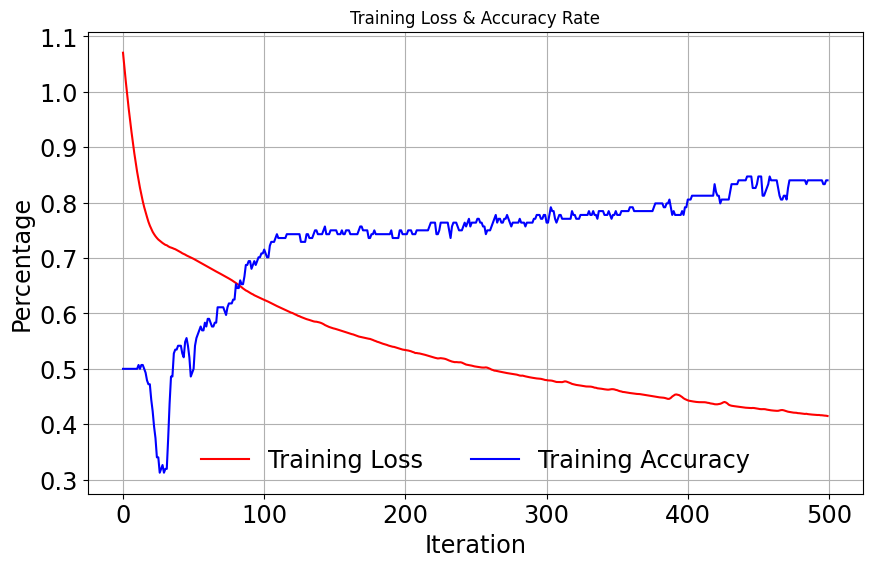 Training Loss & Accuracy Rate
1.1
1.0
0.9
0.8
0.7
0.6
0.5
0.4
0.3
Percentage
Training Loss
Training Accuracy
0 100 200 300 400 500
Iteration